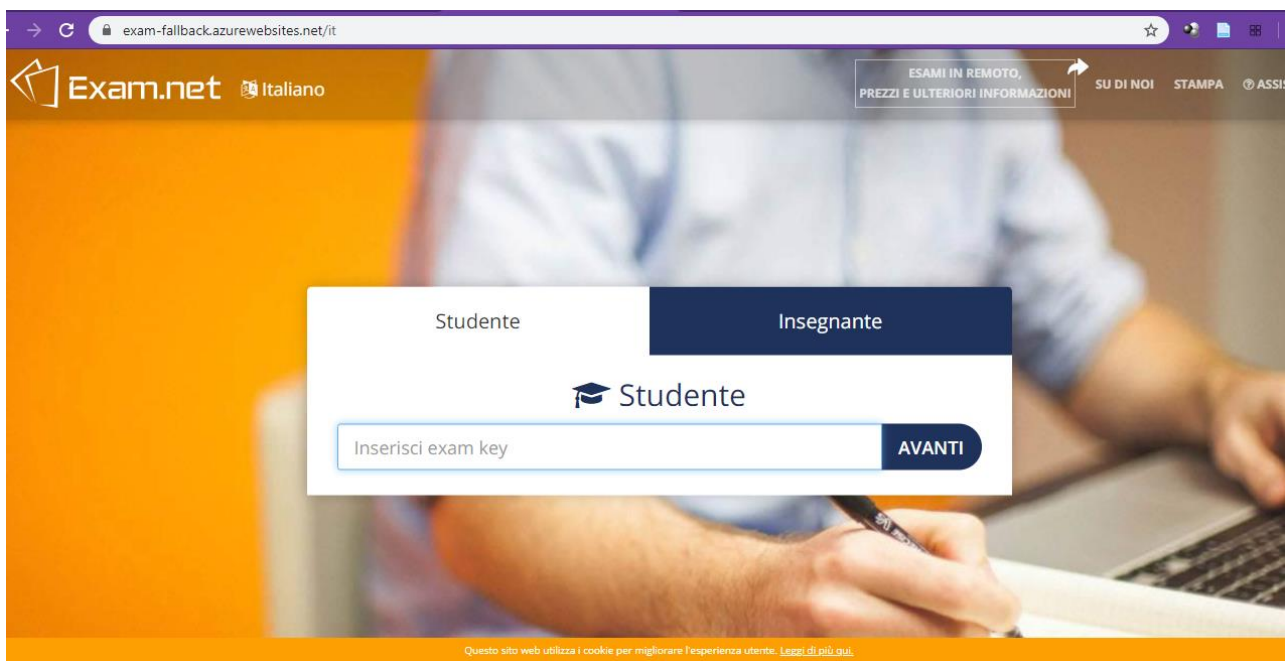 exam-fallback.azurewebsites.net/it
Exam.net Italiano
ESAMI IN REMOTO,
PREZZI E ULTERIORI INFORMAZIONI
SU DI NOI STAMPA ASSIS
Studente Insegnante
Studente
Inserisci exam key AVANTI
Questo sito web utilizza i cookie per migliorare l'esperienza utente. Leggi di più qui.